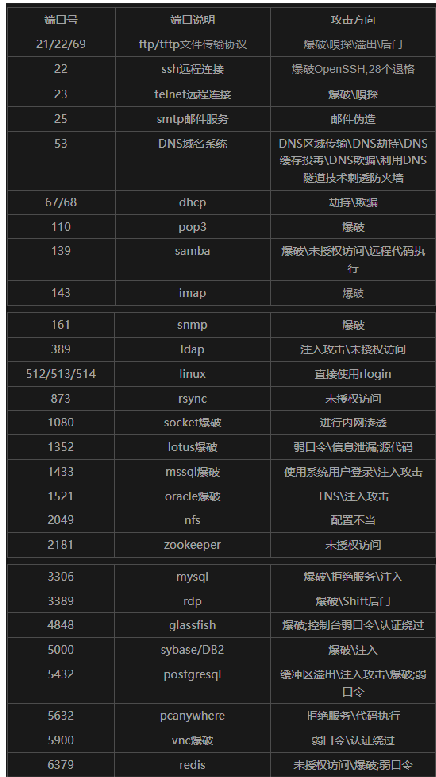 端口号 端口说明 攻击方向
21/22/69 ftp/tftp文件传输协议 爆破\嗅探\溢出\后门
22 ssh远程连接 爆破OpenSSH,28个退格
23 telnet远程连接 爆破\嗅探
25 smtp邮件服务 邮件伪造
53 DNS域名系统 DNS区域传输\DNS劫持\DNS
缓存投毒\DNS欺骗\利用DNS
隧道技术刺透防火墙
67/68 dhcp 劫持\欺骗
110 pop3 爆破
139 samba 爆破\未授权访问\远程代码执
行
143 imap 爆破
161 snmp 爆破
389 ldap 注入攻击\未授权访问
512/513/514 linux 直接使用rlogin
873 rsync 未授权访问
1080 socket爆破 进行内网渗透
1352 lotus爆破 弱口令\信息泄漏;源代码
1433 mssql爆破 使用系统用户登录\注入攻击
1521 oracle爆破 TNS\注入攻击
2049 nfs 配置不当
2181 zookeeper 未授权访问
3306 mysql 爆破\拒绝服务\注入
3389 rdp 爆破\Shift后门
4848 glassfish 爆破;控制台弱口令\认证绕过
5000 sybase/DB2 爆破\注入
5432 postgresql 缓冲区溢出\注入攻击\爆破;弱
口令
5632 pcanywhere 拒绝服务\代码执行
5900 vnc爆破 弱口令\认证绕过
6379 redis 未授权访问\爆破;弱口令